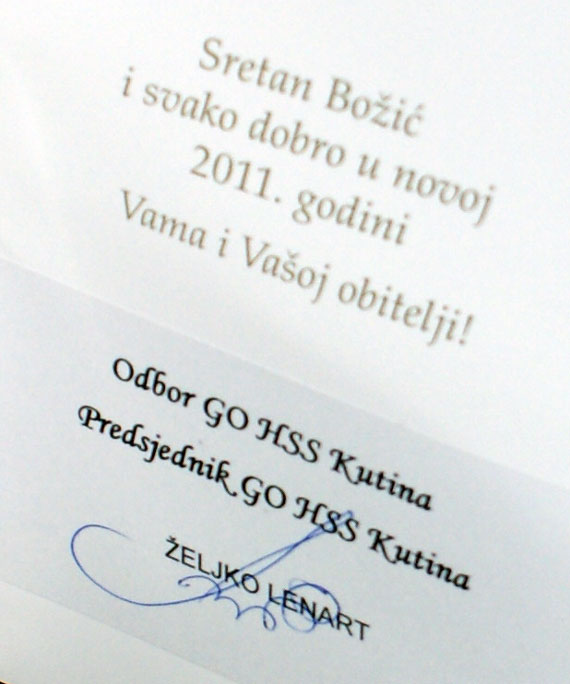 Sretan Božić
i svako dobro u novoj
2011. godini
Vama i Vašoj obitelji!
Odbor GO HSS Kutina
Predsjednik GO HSS Kutina
ŽELJKO LENART